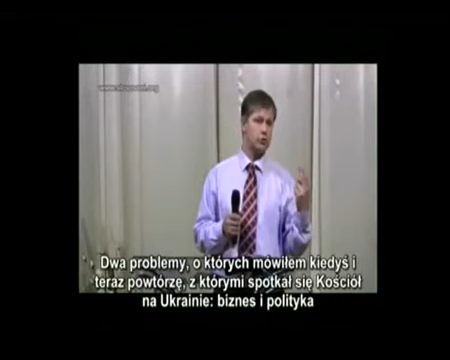 Dwa problemy, o których mówiłem kiedyś i
teraz powtórzę, z którymi spotkał się Kościół
na Ukrainie: biznes i polityka